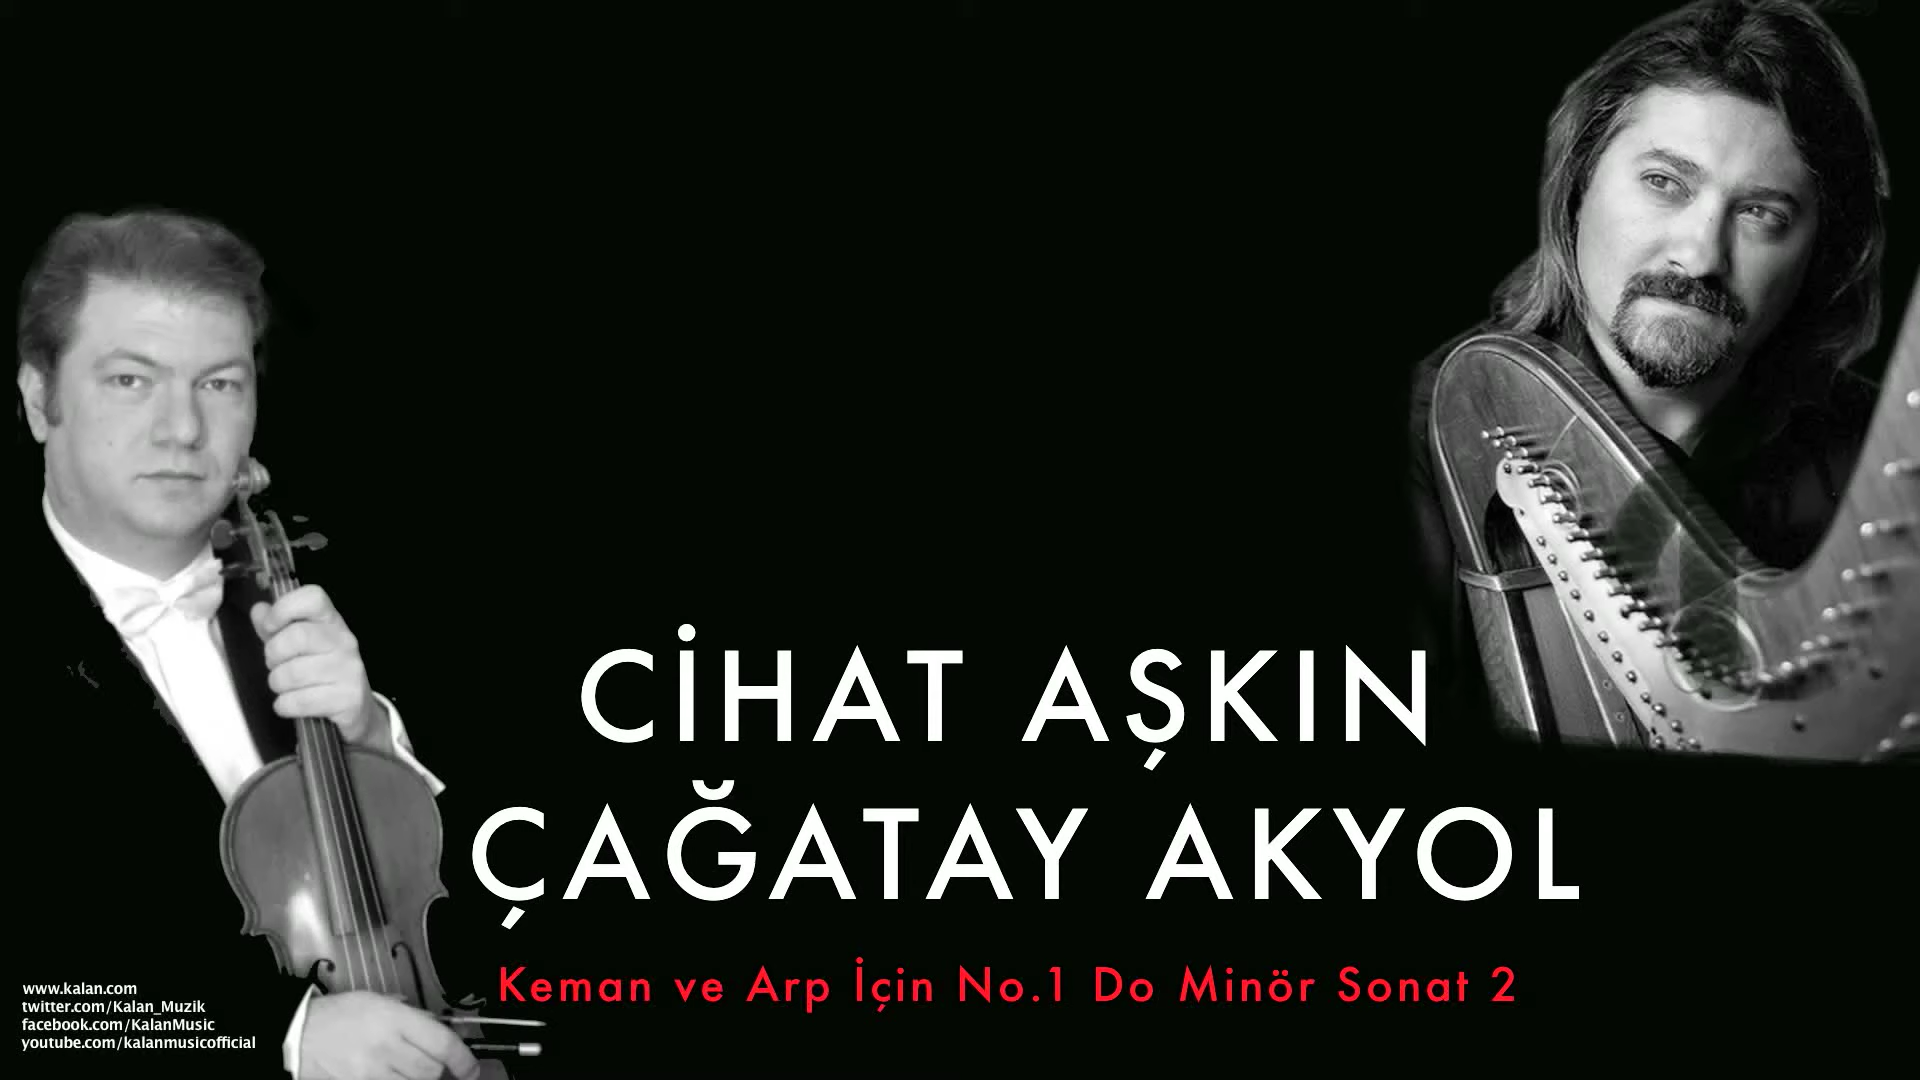 CİHAT AŞKIN
ÇAĞATAY AKYOL
Keman ve Arp İçin No.1 Do Minör Sonat 2
www.kalan.com
twitter.com/Kalan_Muzik
facebook.com/KalanMusic
youtube.com/kalanmusicofficial